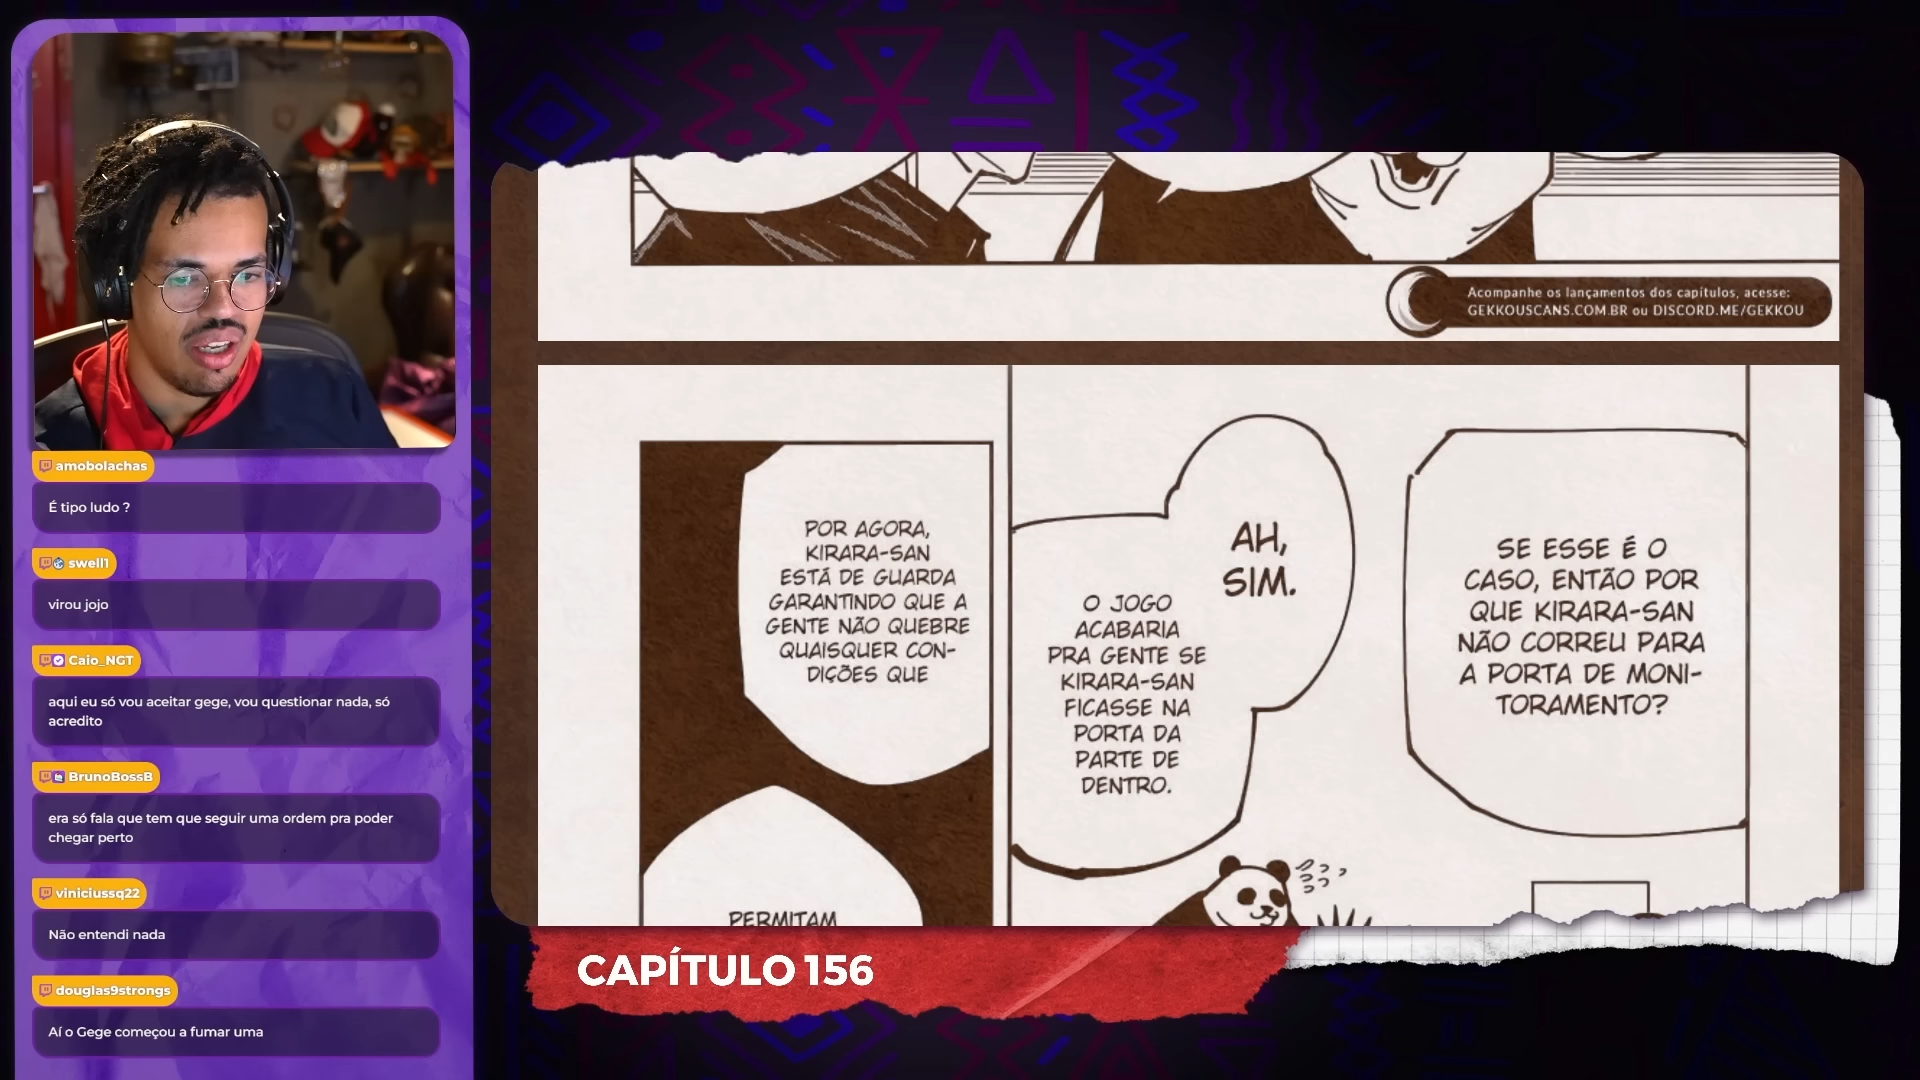 amobolachas
É tipo ludo ?
swell1
virou jojo
Caio_NGT
aqui eu só vou aceitar gege, vou questionar nada, só
acredito
BrunoBossB
era só fala que tem que seguir uma ordem pra poder
chegar perto
viniciussq22
Não entendi nada
douglas9strongs
Aí o Gege começou a fumar uma
Acompanhe os lançamentos dos capítulos, acesse:
GEKKOUSCANS.COM.BR ou DISCORD.ME/GEKKOU
SE ESSE É O
CASO, ENTÃO POR
QUE KIRARA-SAN
NÃO CORREU PARA
A PORTA DE MONI-
TORAMENTO?
AH,
SIM.
O JOGO
ACABARIA
PRA GENTE SE
KIRARA-SAN
FICASSE NA
PORTA DA
PARTE DE
DENTRO.
POR AGORA,
KIRARA-SAN
ESTÁ DE GUARDA
GARANTINDO QUE A
GENTE NÃO QUEBRE
QUAISQUER CON-
DIÇÕES QUE
PERMITAM
CAPÍTULO 156